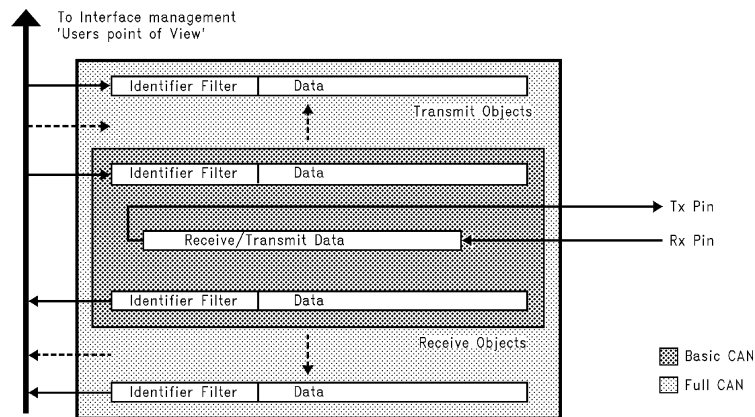 To Interface management
'Users point of View'
Identifier Filter Data
Transmit Objects
Identifier Filter Data
Tx Pin
Receive/Transmit Data
Rx Pin
Identifier Filter Data
Receive Objects
Basic CAN
Full CAN
Identifier Filter Data